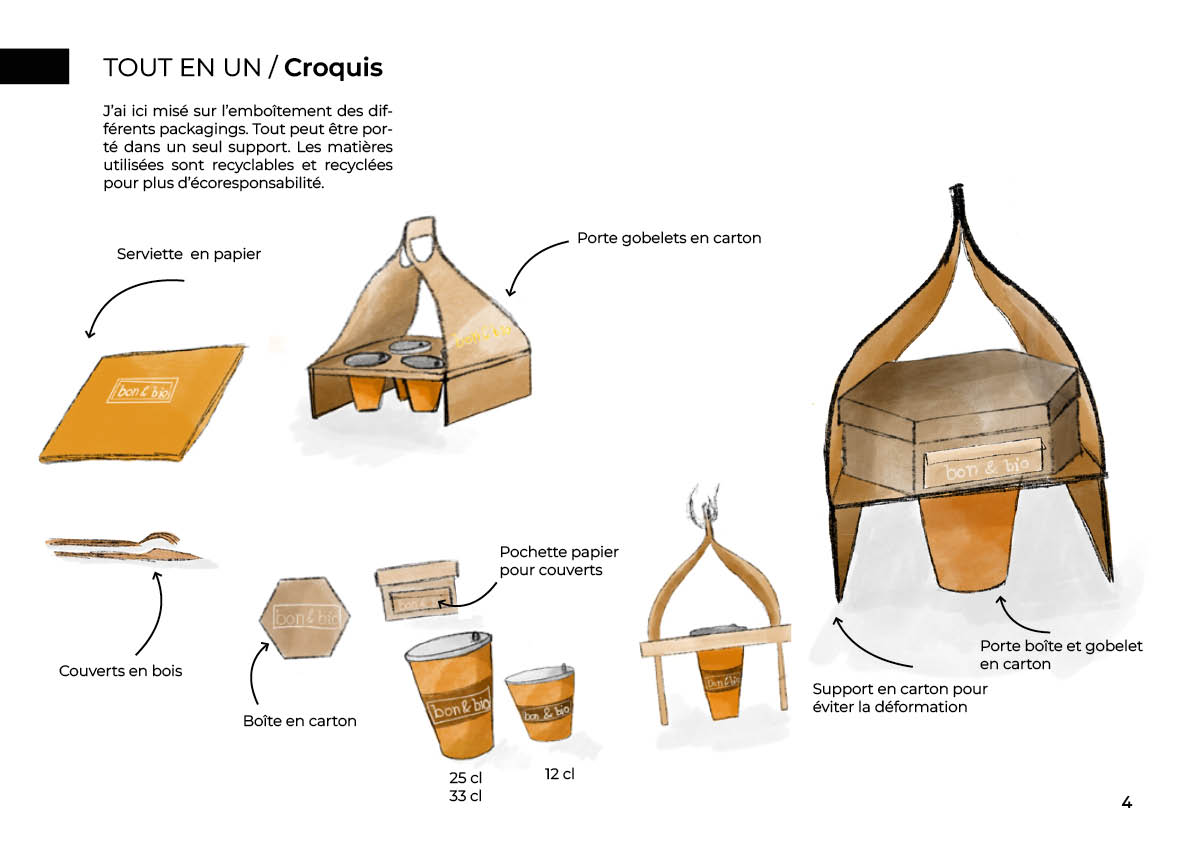 TOUT EN UN / Croquis
J'ai ici misé sur l'emboîtement des dif-
férents packagings. Tout peut être por-
té dans un seul support. Les matières
utilisées sont recyclables et recyclées
pour plus d'écoresponsabilité.
Serviette en papier
Porte gobelets en carton
bon & bio
bon & bio
bon & bio
Couverts en bois
Pochette papier
pour couverts
bon & bio
bon & bio
Boîte en carton
bon & bio
bon & bio
25 cl
33 cl
12 cl
bon & bio
Porte boîte et gobelet
en carton
Support en carton pour
éviter la déformation
4